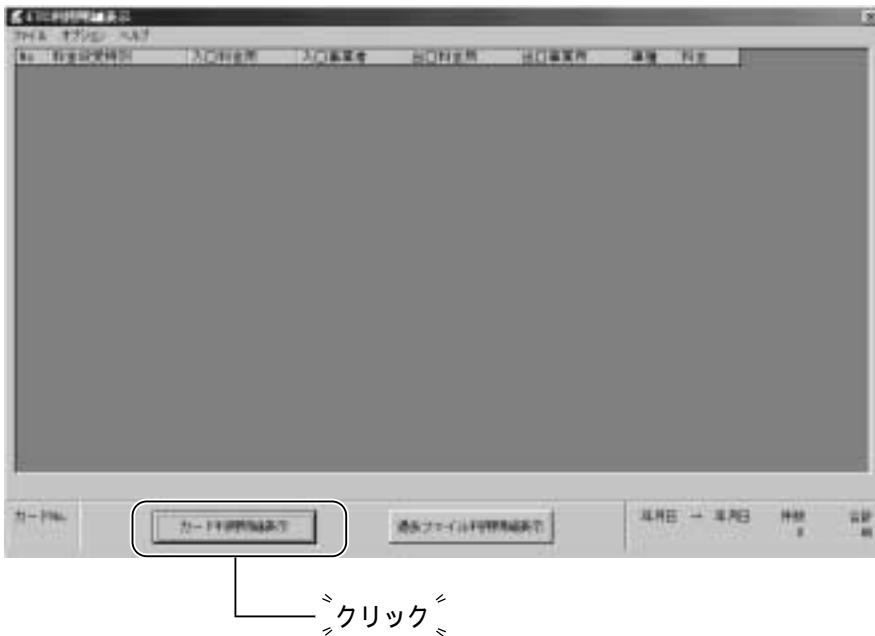 ETC利用明細表示
ファイル オプション ヘルプ
No 料金収受時刻 入口料金所 入口事業者 出口料金所 出口事業所 車種 料金
カードNo. カード利用明細表示 過去ファイル利用明細表示 年月日 → 年月日 件数 合計
0
クリック